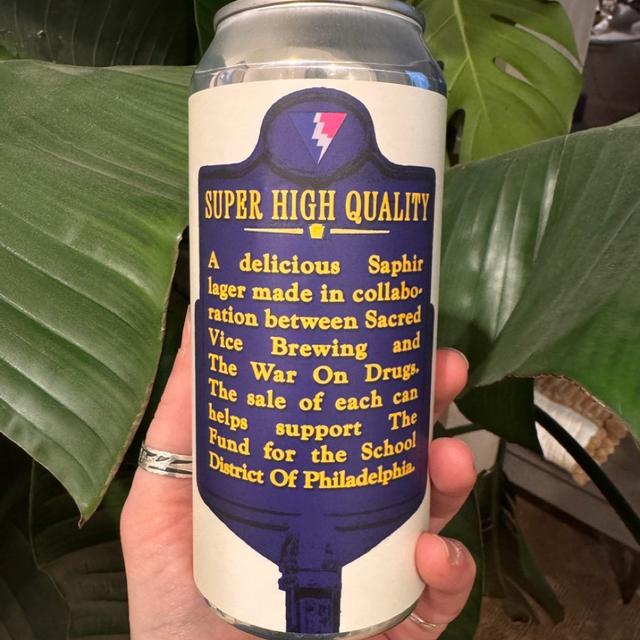 SUPER HIGH QUALITY
A delicious Saphir
lager made in collabo-
ration between Sacred
Vice Brewing and
The War On Drugs.
The sale of each can
helps support The
Fund for the School
District Of Philadelphia.